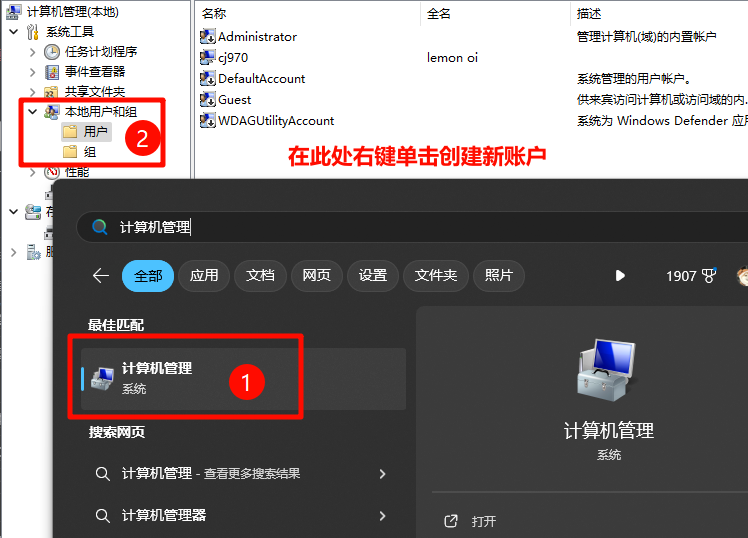 计算机管理(本地)
系统工具
任务计划程序
事件查看器
共享文件夹
本地用户和组
用户
组
性能
2
名称 全名 描述
Administrator 管理计算机(域)的内置帐户
cj970 lemon oi
DefaultAccount 系统管理的用户帐户。
Guest 供来宾访问计算机或访问域的内...
WDAGUtilityAccount 系统为 Windows Defender 应用
在此处右键单击创建新账户
计算机管理
全部 应用 文档 网页 设置 文件夹 照片 1907
最佳匹配
计算机管理
系统
1
搜索网页
计算机管理 - 查看更多搜索结果
计算机管理器
计算机管理
系统
打开